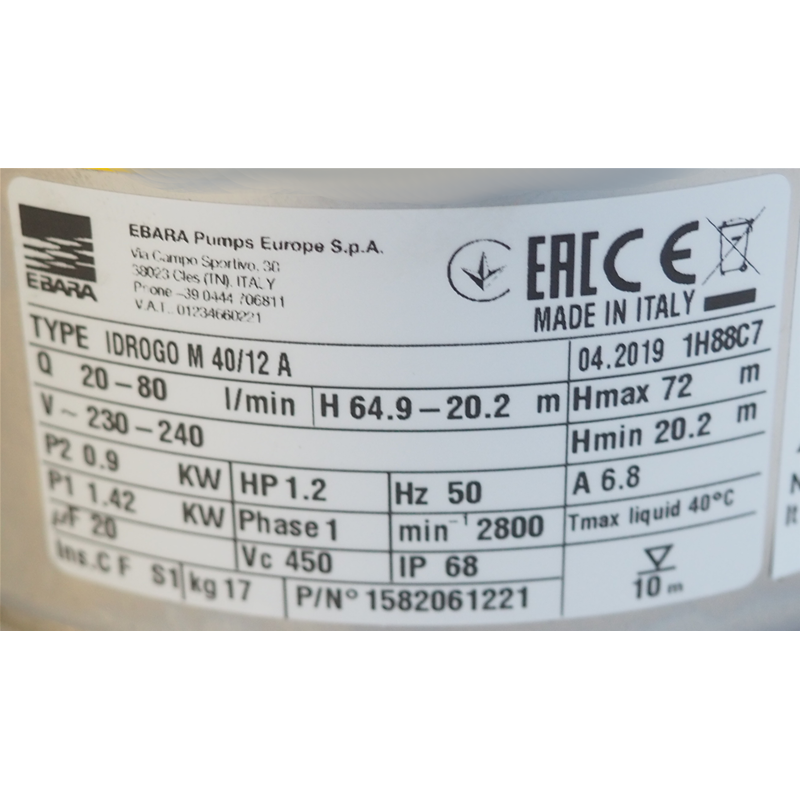 EBARA
EBARA Pumps Europe S.p.A.
Via Campo Sportivo, 30
38023 Cles (TN), ITALY
Phone +39 0444 706811
V.A.T. 01234660221
EAC CE
MADE IN ITALY
TYPE IDROGO M 40/12 A 04.2019 1H88C7
Q 20-80 l/min H 64.9-20.2 m Hmax 72 m
V ~ 230-240 Hmin 20.2 m
P2 0.9 KW HP 1.2 Hz 50 A 6.8
P1 1.42 KW Phase 1 min⁻¹ 2800 Tmax liquid 40°C
µF 20 Vc 450 IP 68
Ins.C F S1 kg 17 P/N° 1582061221
10 m